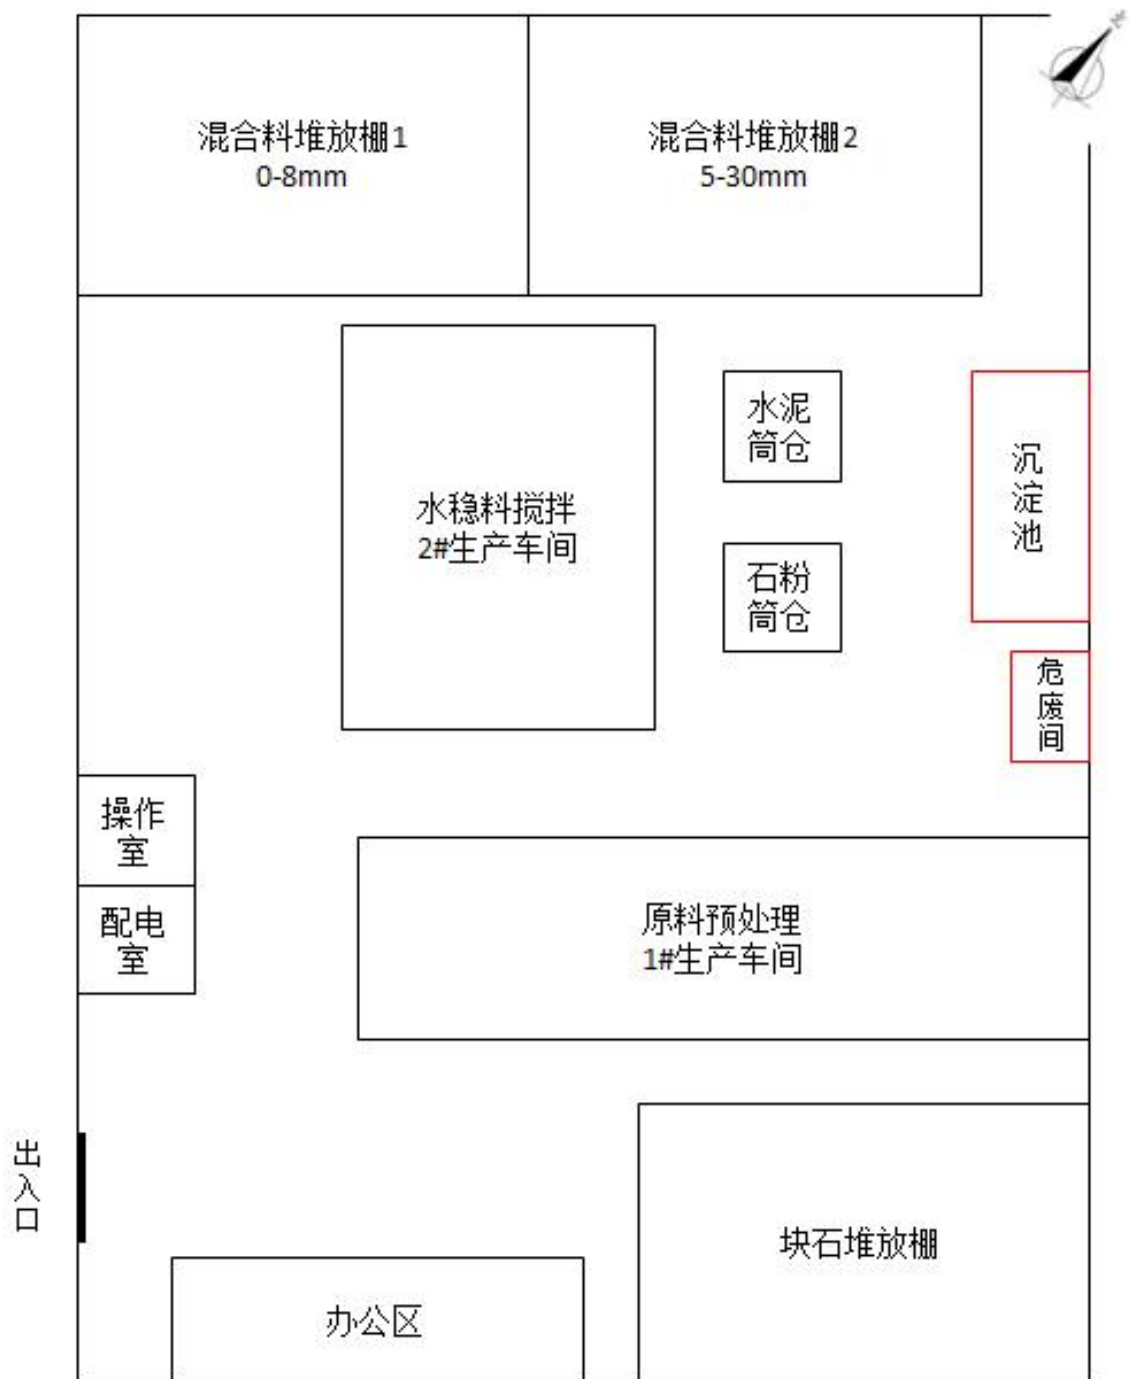 混合料堆放棚1
0-8mm
混合料堆放棚2
5-30mm
水泥
筒仓
沉淀池
水稳料搅拌
2#生产车间
石粉
筒仓
危废间
操作
室
配电
室
原料预处理
1#生产车间
出入口
块石堆放棚
办公区